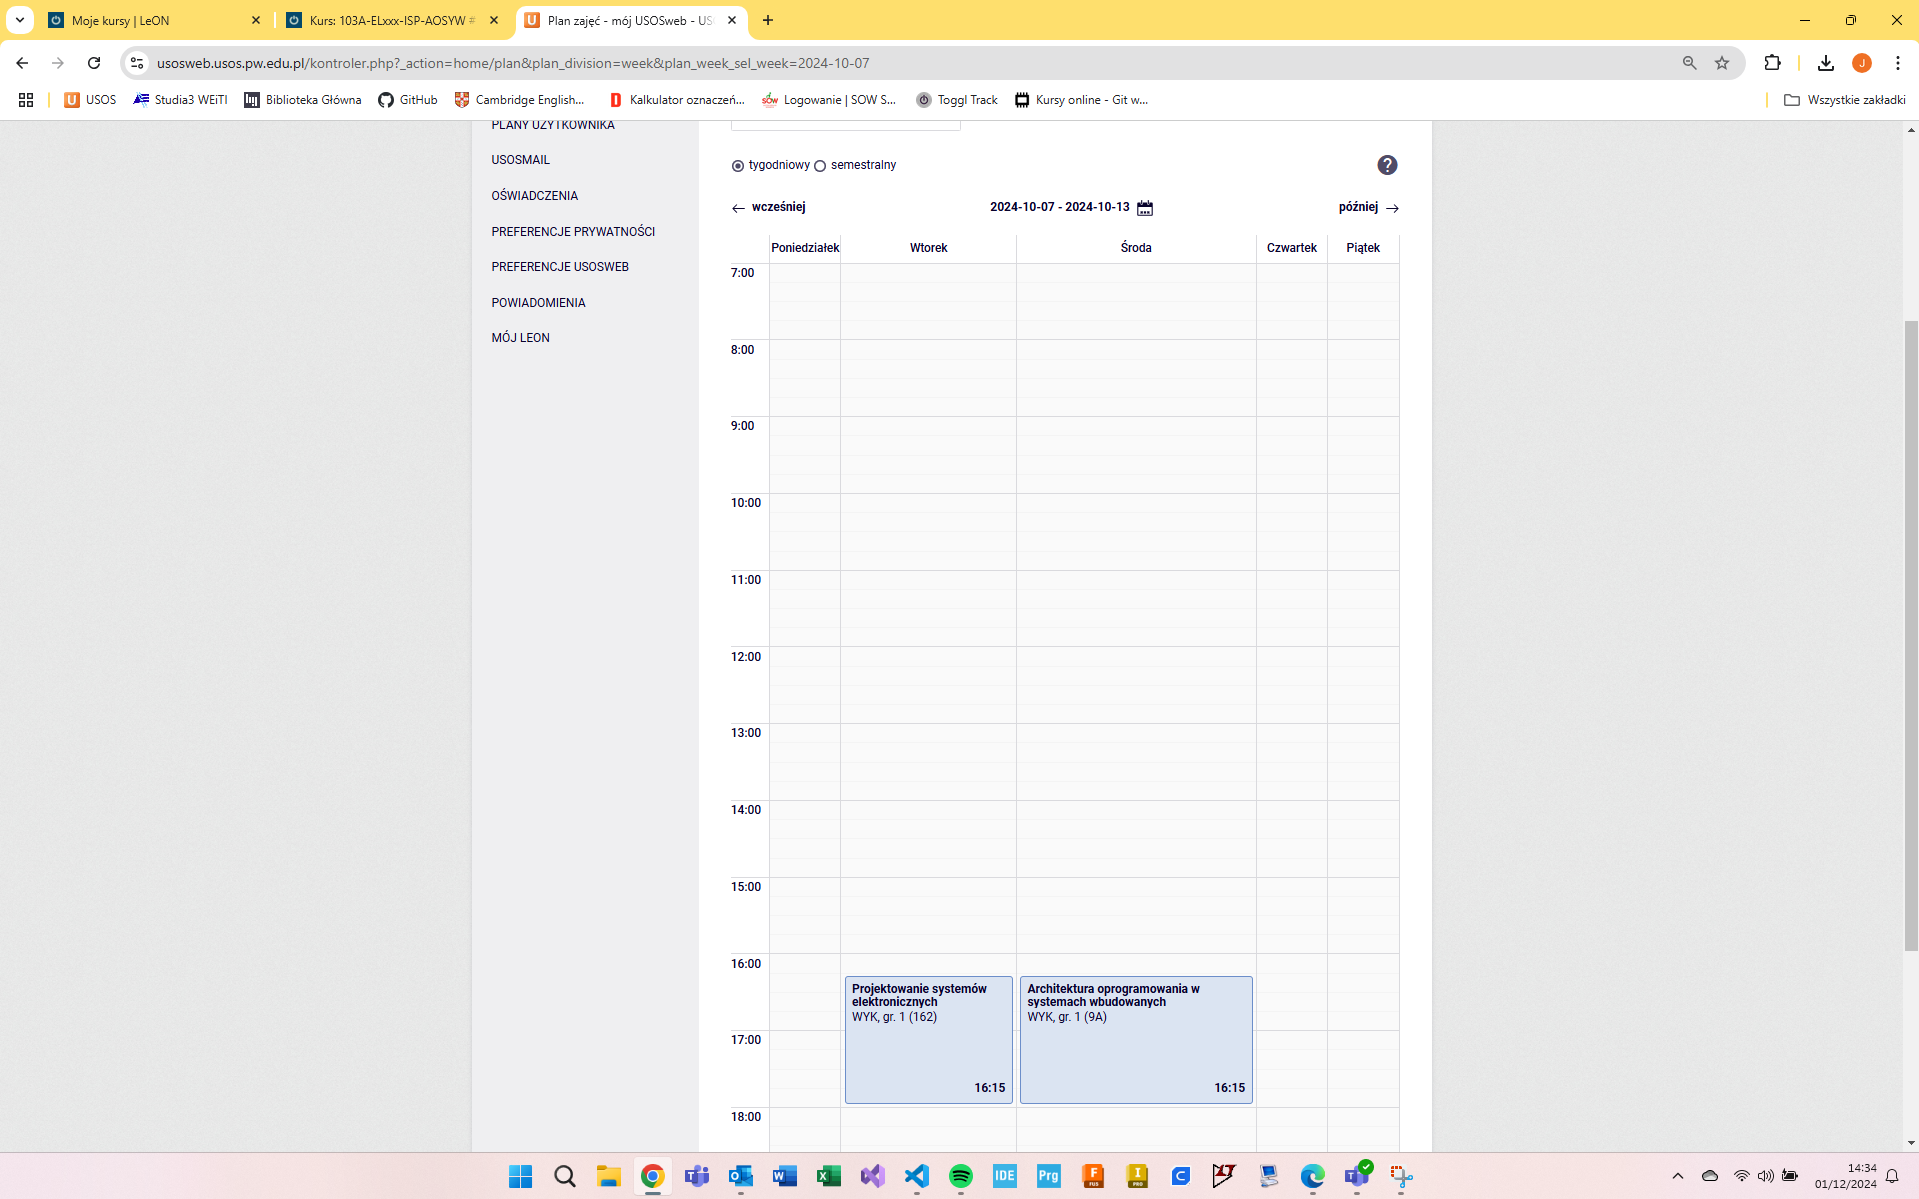 Moje kursy | LeON
Kurs: 103A-ELxxx-ISP-AOSYW #
Plan zajęć - mój USOSweb - US
usosweb.usos.pw.edu.pl/kontroler.php?_action=home/plan&plan_division=week&plan_week_sel_week=2024-10-07
J
USOS
Studia3 WEiTI
Biblioteka Główna
GitHub
Cambridge English...
Kalkulator oznaczeń...
Logowanie | SOW S...
Toggl Track
Kursy online - Git w...
Wszystkie zakładki
PLANY UŻYTKOWNIKA
USOSMAIL
OŚWIADCZENIA
PREFERENCJE PRYWATNOŚCI
PREFERENCJE USOSWEB
POWIADOMIENIA
MÓJ LEON
tygodniowy semestralny
?
wcześniej
2024-10-07 - 2024-10-13
później
Poniedziałek Wtorek Środa Czwartek Piątek
7:00
8:00
9:00
10:00
11:00
12:00
13:00
14:00
15:00
16:00
Projektowanie systemów
elektronicznych
WYK, gr. 1 (162)
16:15
Architektura oprogramowania w
systemach wbudowanych
WYK, gr. 1 (9A)
16:15
17:00
18:00
IDE
Prg
14:34
01/12/2024